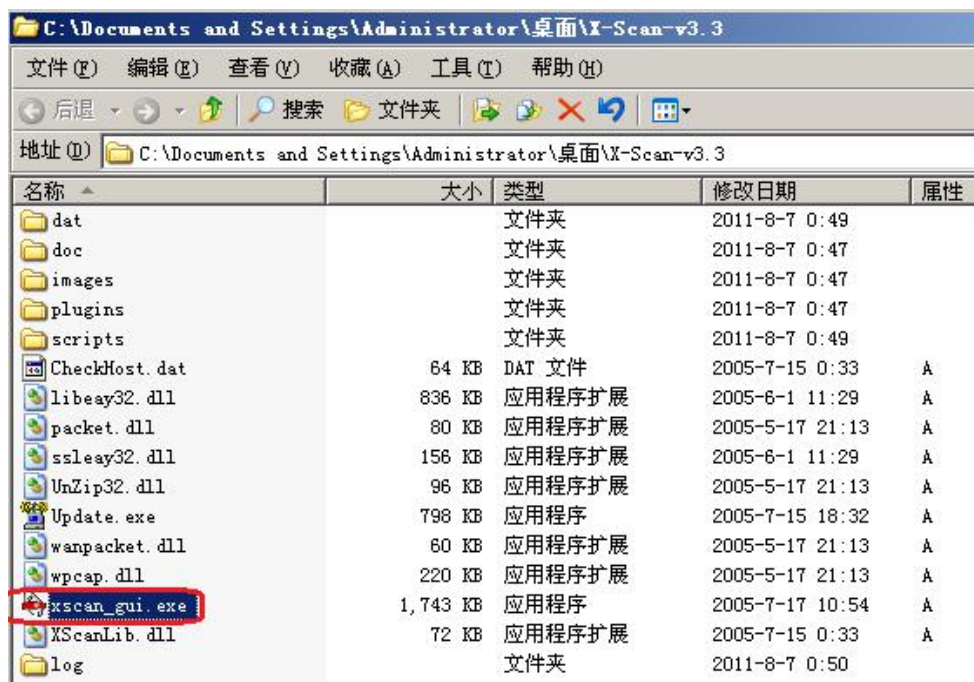 C:\Documents and Settings\Administrator\桌面\X-Scan-v3.3
文件(F) 编辑(E) 查看(V) 收藏(A) 工具(T) 帮助(H)
后退 搜索 文件夹
地址(D) C:\Documents and Settings\Administrator\桌面\X-Scan-v3.3
名称 大小 类型 修改日期 属性
dat 文件夹 2011-8-7 0:49
doc 文件夹 2011-8-7 0:47
images 文件夹 2011-8-7 0:47
plugins 文件夹 2011-8-7 0:47
scripts 文件夹 2011-8-7 0:49
CheckHost.dat 64 KB DAT 文件 2005-7-15 0:33 A
libeay32.dll 836 KB 应用程序扩展 2005-6-1 11:29 A
packet.dll 80 KB 应用程序扩展 2005-5-17 21:13 A
ssleay32.dll 156 KB 应用程序扩展 2005-6-1 11:29 A
UnZip32.dll 96 KB 应用程序扩展 2005-5-17 21:13 A
Update.exe 798 KB 应用程序 2005-7-15 18:32 A
wanpacket.dll 60 KB 应用程序扩展 2005-5-17 21:13 A
wpcap.dll 220 KB 应用程序扩展 2005-5-17 21:13 A
xscan_gui.exe 1,743 KB 应用程序 2005-7-17 10:54 A
XScanLib.dll 72 KB 应用程序扩展 2005-7-15 0:33 A
log 文件夹 2011-8-7 0:50